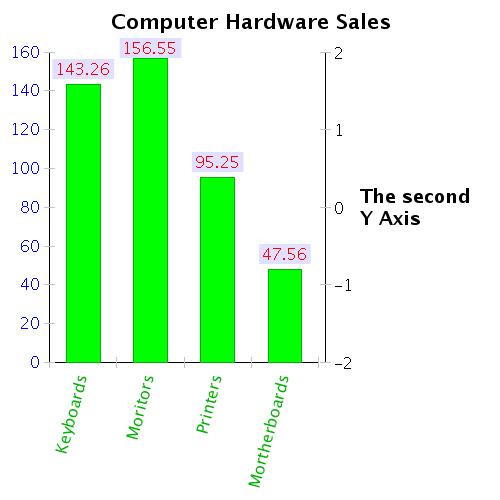 Computer Hardware Sales
160
140
120
100
80
60
40
20
0
143.26
156.55
95.25
47.56
2
1
0
-1
-2
The second
Y Axis
Keyboards
Moritors
Printers
Mortherboards